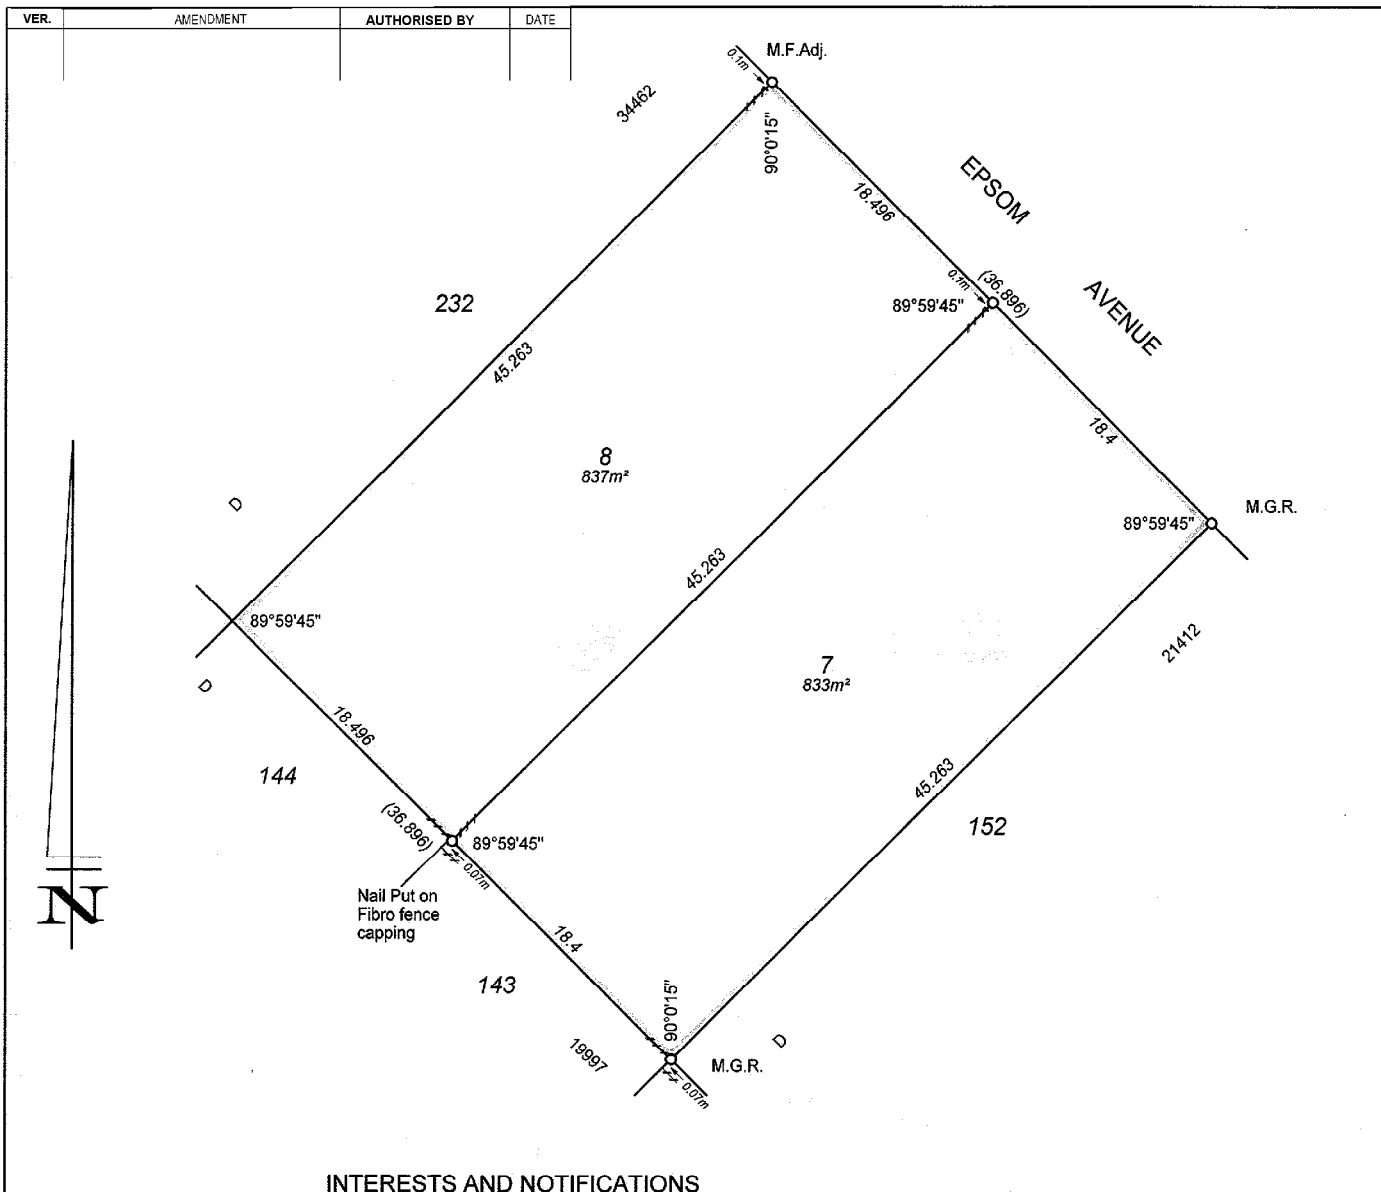 VER. AMENDMENT AUTHORISED BY DATE
M.F.Adj.
0.1m
34462
90°0'15"
18.496
EPSOM
AVENUE
(36.896)
0.1m
89°59'45"
232
45.263
18.4
8
837m²
M.G.R.
89°59'45"
D
45.263
89°59'45"
21412
7
833m²
D
18.496
144
45.263
152
(36.896)
89°59'45"
0.07m
Nail Put on
Fibro fence
capping
N
18.4
143
90°0'15"
19997
D
M.G.R.
0.07m
INTERESTS AND NOTIFICATIONS